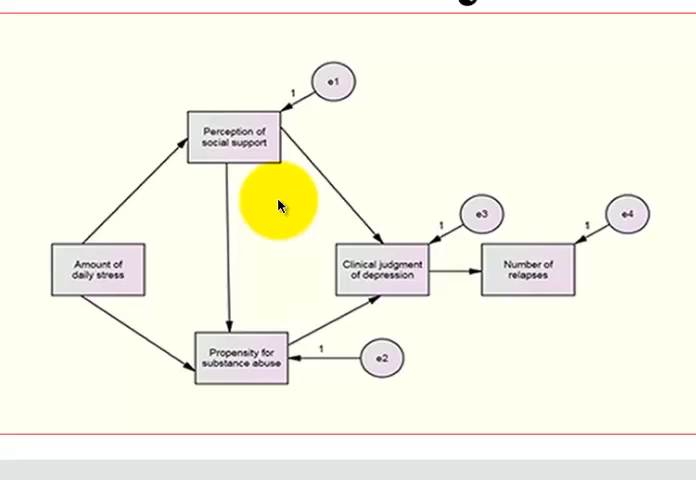 e1
1
Perception of
social support
e3
1
e4
1
Amount of
daily stress
Clinical judgment
of depression
Number of
relapses
Propensity for
substance abuse
1
e2